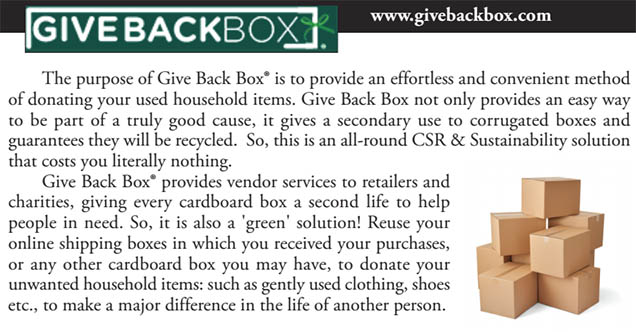 GIVEBACKBOX®
www.givebackbox.com
The purpose of Give Back Box® is to provide an effortless and convenient method
of donating your used household items. Give Back Box not only provides an easy way
to be part of a truly good cause, it gives a secondary use to corrugated boxes and
guarantees they will be recycled. So, this is an all-round CSR & Sustainability solution
that costs you literally nothing.
Give Back Box® provides vendor services to retailers and
charities, giving every cardboard box a second life to help
people in need. So, it is also a 'green' solution! Reuse your
online shipping boxes in which you received your purchases,
or any other cardboard box you may have, to donate your
unwanted household items: such as gently used clothing, shoes
etc., to make a major difference in the life of another person.